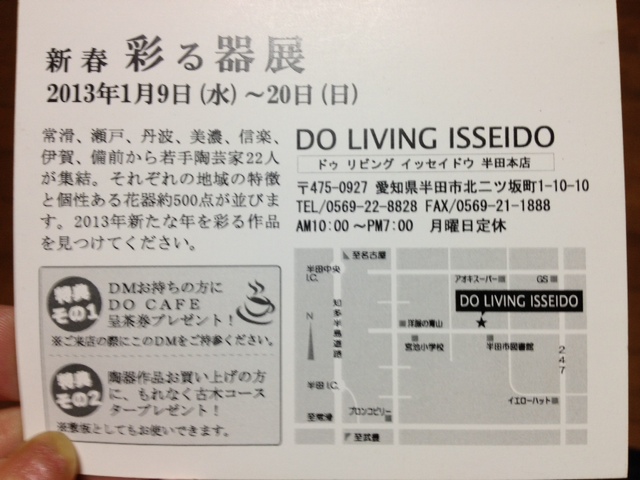 新春 彩る器展
2013年1月9日(水)～20日(日)
常滑、瀬戸、丹波、美濃、信楽、
伊賀、備前から若手陶芸家22人
が集結。それぞれの地域の特徴
と個性ある花器約500点が並びま
す。2013年新たな年を彩る作品
を見つけてください。
特典
その1
DMお持ちの方に
DO CAFE
呈茶券プレゼント！
※ご来店の際にこのDMをご持参ください。
特典
その2
陶器作品お買い上げの方
に、もれなく古木コース
タープレゼント！
※敷板としてもお使いできます。
DO LIVING ISSEIDO
ドゥ リビング イッセイドウ 半田本店
〒475-0927 愛知県半田市北二ツ坂町1-10-10
TEL/0569-22-8828 FAX/0569-21-1888
AM10:00～PM7:00 月曜日定休
至名古屋
半田中央
I.C.
アオキスーパー
GS
DO LIVING ISSEIDO
知多半島道路
N
洋服の青山
宮池小学校
半田市図書館
247
半田 I.C.
イエローハット
ブロンコビリー
至常滑
至武豊